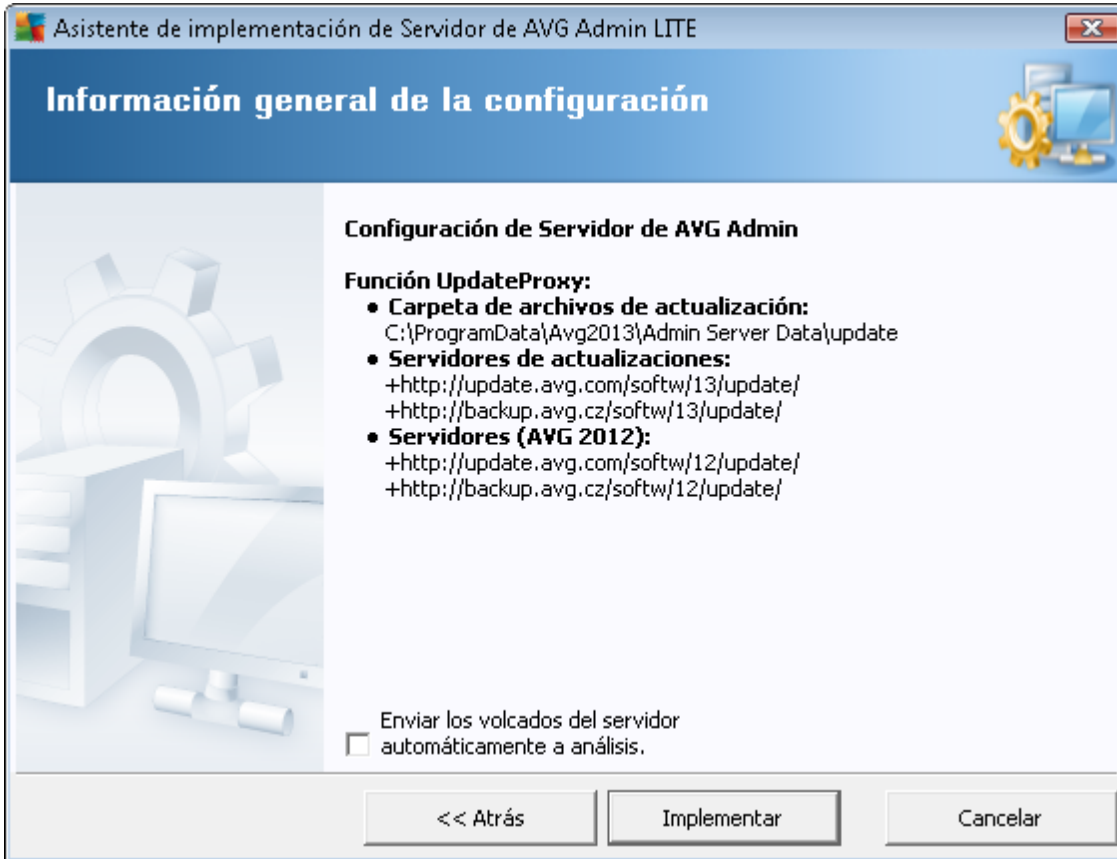 Asistente de implementación de Servidor de AVG Admin LITE
Información general de la configuración
Configuración de Servidor de AVG Admin
Función UpdateProxy:
● Carpeta de archivos de actualización:
C:\ProgramData\Avg2013\Admin Server Data\update
● Servidores de actualizaciones:
+http://update.avg.com/softw/13/update/
+http://backup.avg.cz/softw/13/update/
● Servidores (AVG 2012):
+http://update.avg.com/softw/12/update/
+http://backup.avg.cz/softw/12/update/
Enviar los volcados del servidor
automáticamente a análisis.
<< Atrás
Implementar
Cancelar